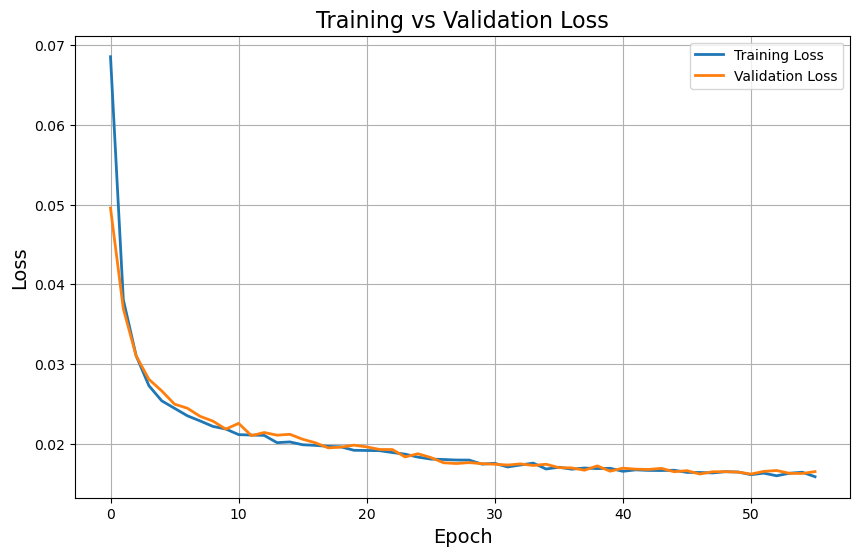 Training vs Validation Loss
Training Loss
Validation Loss
0.07
0.06
0.05
0.04
0.03
0.02
Loss
0 10 20 30 40 50
Epoch